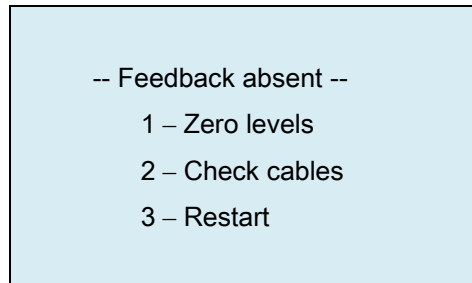 -- Feedback absent --
1 – Zero levels
2 – Check cables
3 – Restart